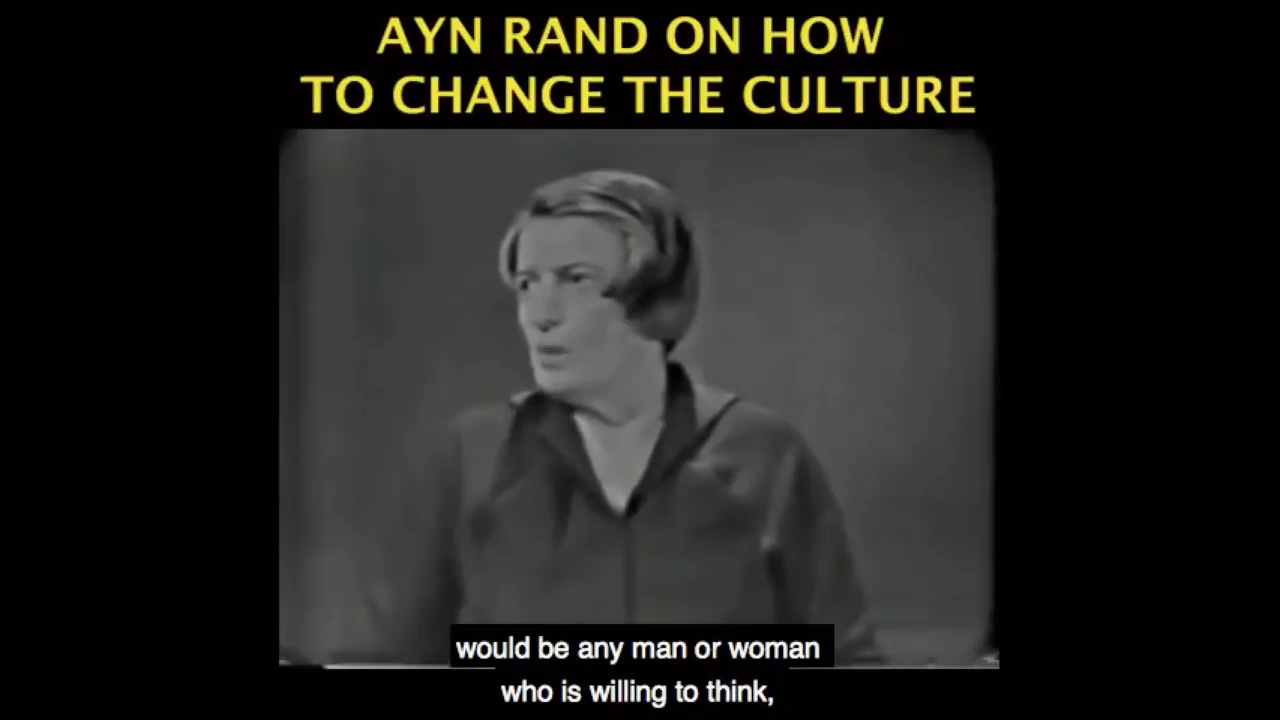 AYN RAND ON HOW
TO CHANGE THE CULTURE
would be any man or woman
who is willing to think,